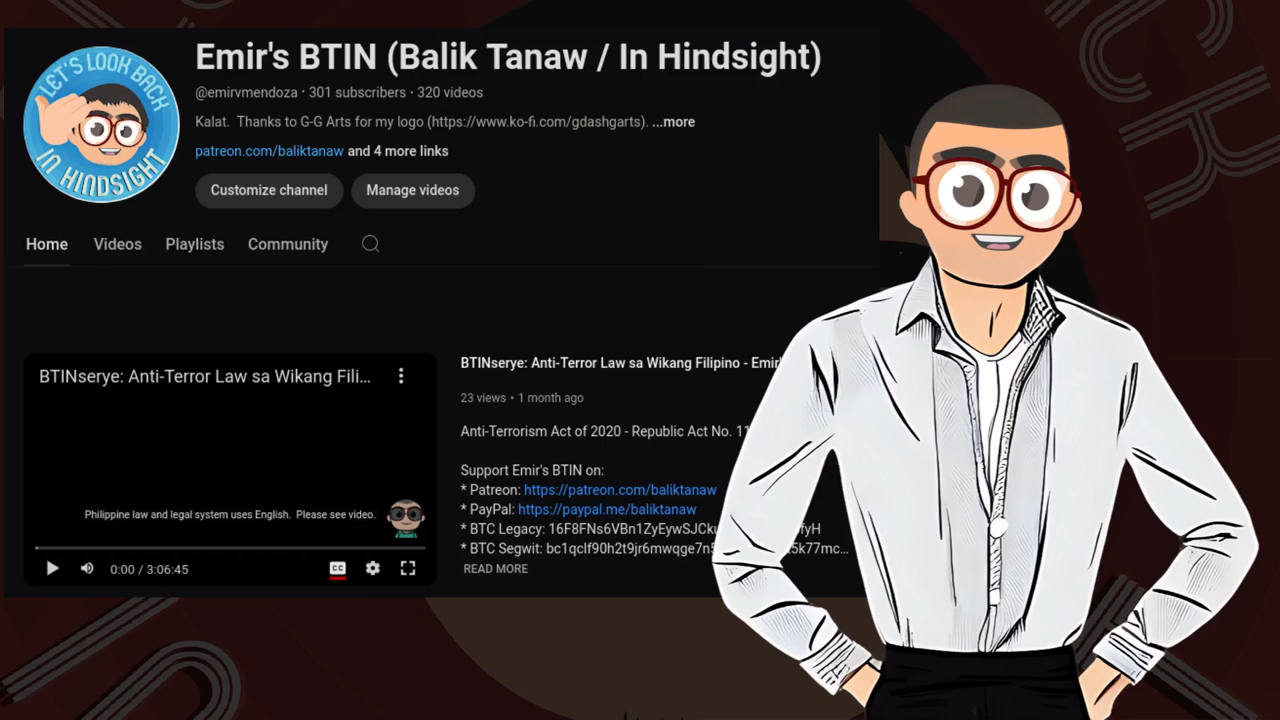 LET'S LOOK BACK
IN HINDSIGHT
Emir's BTIN (Balik Tanaw / In Hindsight)
@emirvmendoza · 301 subscribers · 320 videos
Kalat. Thanks to G-G Arts for my logo (https://www.ko-fi.com/gdashgarts). ...more
patreon.com/baliktanaw and 4 more links
Customize channel
Manage videos
Home
Videos
Playlists
Community
BTINserye: Anti-Terror Law sa Wikang Fili...
Philippine law and legal system uses English. Please see video.
0:00 / 3:06:45
CC
BTINserye: Anti-Terror Law sa Wikang Filipino - Emir'
23 views • 1 month ago
Anti-Terrorism Act of 2020 - Republic Act No. 11
Support Emir's BTIN on:
* Patreon: https://patreon.com/baliktanaw
* PayPal: https://paypal.me/baliktanaw
* BTC Legacy:
* BTC Segwit:
READ MORE